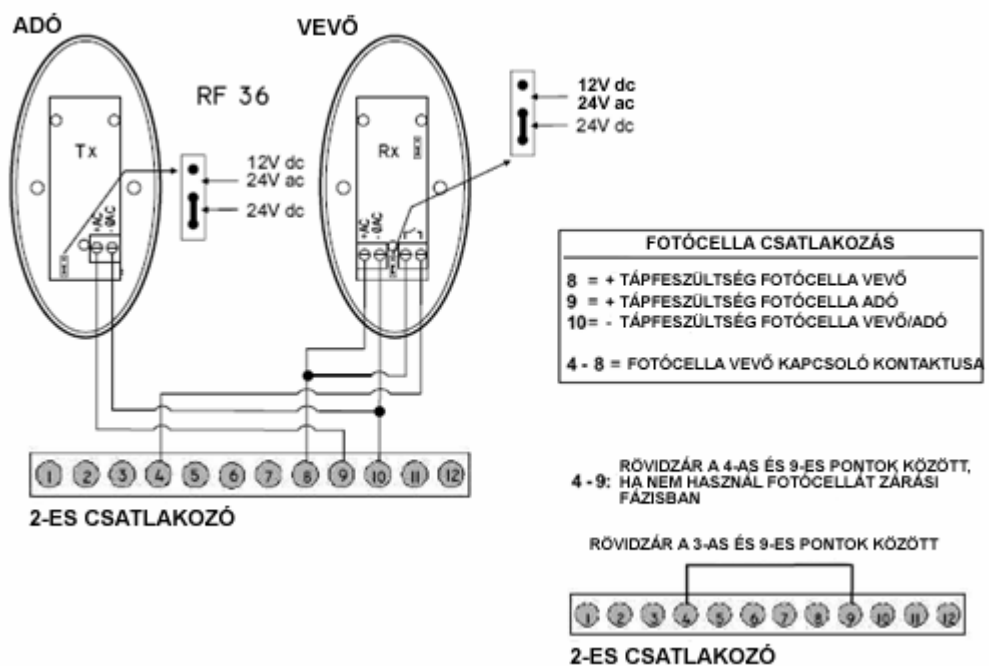 ADÓ
VEVŐ
RF 36
Tx
Rx
12V dc
24V ac
24V dc
12V dc
24V ac
24V dc
+AC
-0AC
+AC
-0AC
1 2 3 4 5 6 7 8 9 10 11 12
2-ES CSATLAKOZÓ
FOTÓCELLA CSATLAKOZÁS
8 = + TÁPFESZÜLTSÉG FOTÓCELLA VEVŐ
9 = + TÁPFESZÜLTSÉG FOTÓCELLA ADÓ
10= - TÁPFESZÜLTSÉG FOTÓCELLA VEVŐ/ADÓ
4 - 8 = FOTÓCELLA VEVŐ KAPCSOLÓ KONTAKTUSA
4 - 9: RÖVIDZÁR A 4-AS ÉS 9-ES PONTOK KÖZÖTT,
HA NEM HASZNÁL FOTÓCELLÁT ZÁRÁSI
FÁZISBAN
RÖVIDZÁR A 3-AS ÉS 9-ES PONTOK KÖZÖTT
1 2 3 4 5 6 7 8 9 10 11 12
2-ES CSATLAKOZÓ